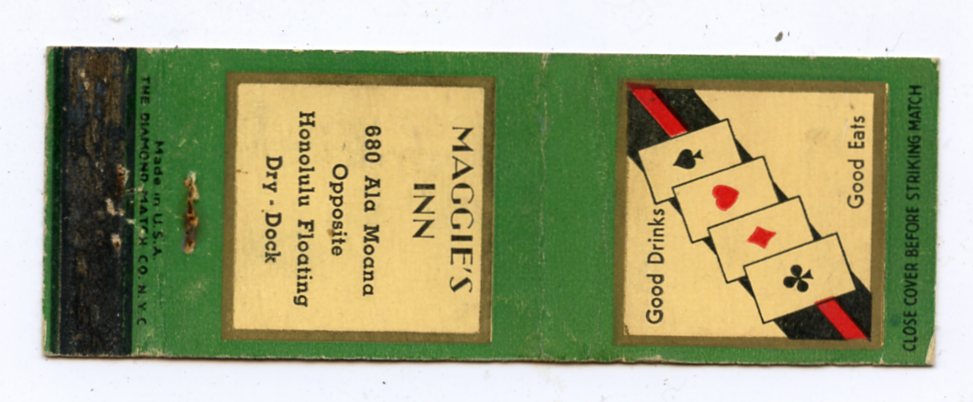 CLOSE COVER BEFORE STRIKING MATCH
Good Eats
Good Drinks
MAGGIE'S
INN
680 Ala Moana
Opposite
Honolulu Floating
Dry-Dock
Made in U.S.A.
THE DIAMOND MATCH CO. N.Y.C